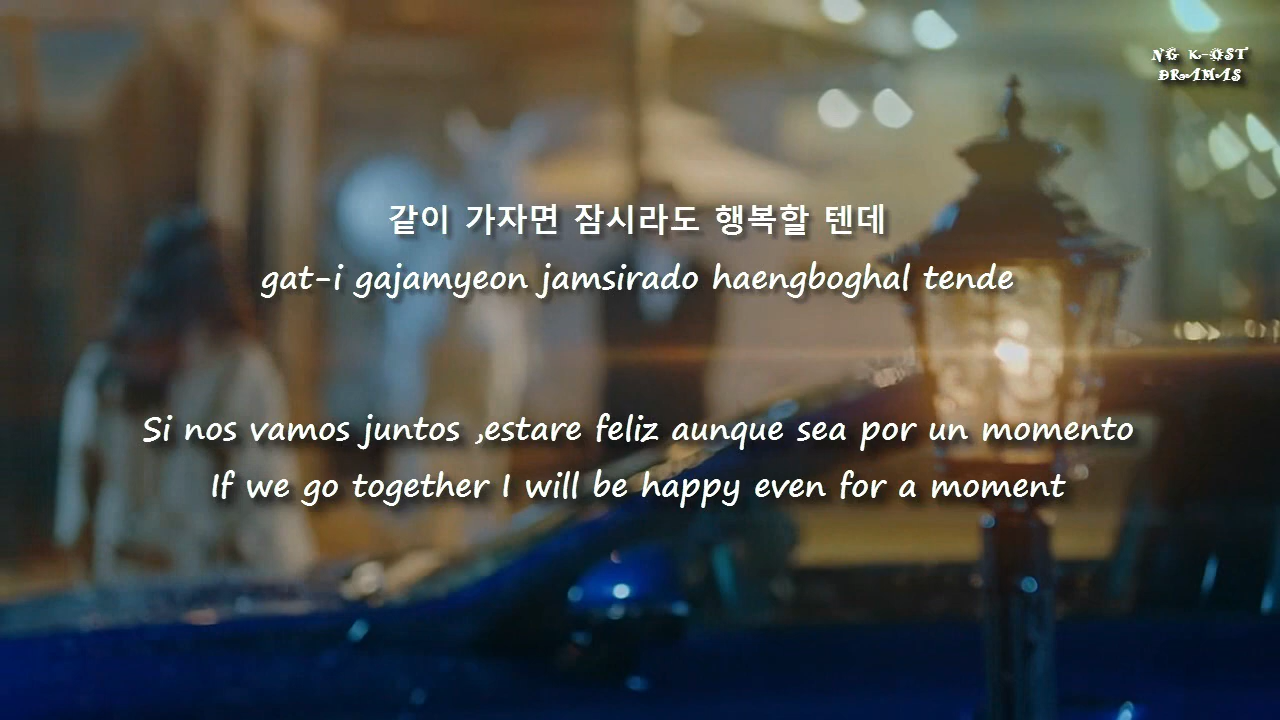 NG K-OST
DRAMAS
같이 가자면 잠시라도 행복할 텐데
gat-i gajamyeon jamsirado haengboghal tende
Si nos vamos juntos ,estare feliz aunque sea por un momento
If we go together I will be happy even for a moment